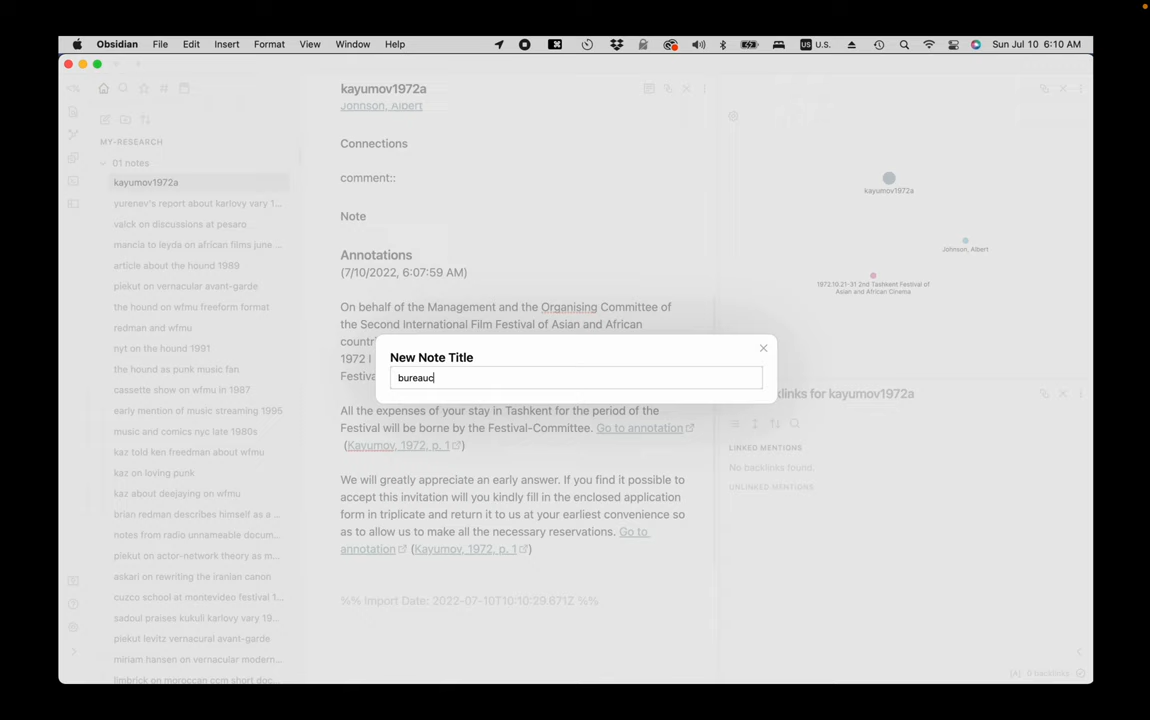 Obsidian File Edit Insert Format View Window Help US U.S. Sun Jul 10 6:10 AM
MY-RESEARCH
01 notes
kayumov1972a
yurenev's report about karlovy vary 1...
valck on discussions at pesaro
mancia to leyda on african films june ...
article about the hound 1989
piekut on vernacular avant-garde
the hound on wfmu freeform format
redman and wfmu
nyt on the hound 1991
the hound as punk music fan
cassette show on wfmu in 1987
early mention of music streaming 1995
music and comics nyc late 1980s
kaz told ken freedman about wfmu
kaz on loving punk
kaz about deejaying on wfmu
brian redman describes himself as a ...
notes from radio unnameable docum...
piekut on actor-network theory as m...
askari on rewriting the iranian canon
cuzco school at montevideo festival 1...
sadoul praises kukuli karlovy vary 19...
piekut levitz vernacural avant-garde
miriam hansen on vernacular modern...
limbrick on moroccan ccm short doc...
kayumov1972a
Johnson, Albert
Connections
comment::
Note
Annotations
(7/10/2022, 6:07:59 AM)
On behalf of the Management and the Organising Committee of
the Second International Film Festival of Asian and African
countri
1972 I
Festiva
New Note Title
bureauc
All the expenses of your stay in Tashkent for the period of the
Festival will be borne by the Festival-Committee. Go to annotation
(Kayumov, 1972, p. 1)
We will greatly appreciate an early answer. If you find it possible to
accept this invitation will you kindly fill in the enclosed application
form in triplicate and return it to us at your earliest convenience so
as to allow us to make all the necessary reservations. Go to
annotation (Kayumov, 1972, p. 1)
%% Import Date: 2022-07-10T10:10:29.671Z %%
kayumov1972a
Johnson, Albert
1972.10.21-31 2nd Tashkent Festival of
Asian and African Cinema
klinks for kayumov1972a
LINKED MENTIONS
No backlinks found.
UNLINKED MENTIONS
0 backlinks